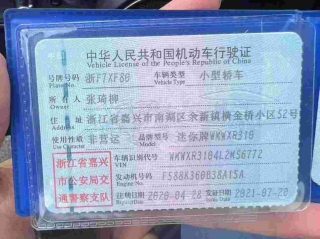 中华人民共和国机动车行驶证
Vehicle License of the People's Republic of China
号牌号码 浙F7XF80 车辆类型 小型轿车
Plate No. Vehicle Type
所有人 张琦柳
Owner
住址 浙江省嘉兴市南湖区余新镇横金桥小区52号
Address
使用性质 非营运 品牌型号 迷你牌WMWXR310
Use Character Model
浙江省嘉兴市公安局交通警察支队
车辆识别代号
VIN
发动机号码
Engine No.
注册日期 2020-04-28 发证日期 2021-07-20